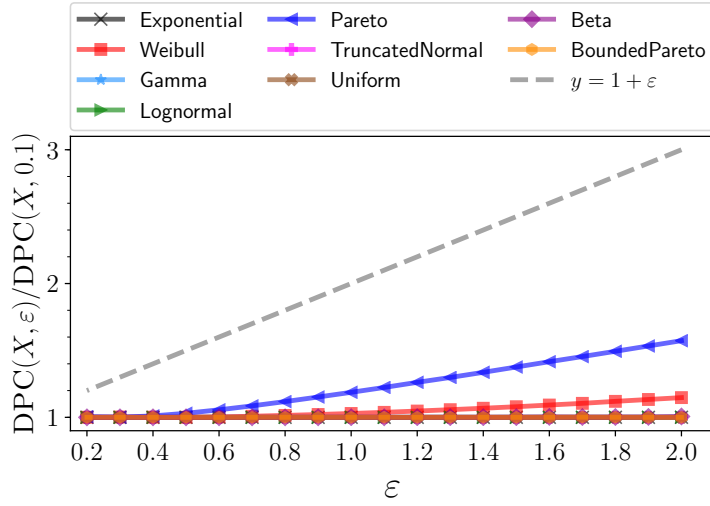 Exponential
Weibull
Gamma
Lognormal
Pareto
TruncatedNormal
Uniform
Beta
BoundedPareto
y = 1 + ε
DPC(X, ε)/DPC(X, 0.1)
3
2
1
0.2 0.4 0.6 0.8 1.0 1.2 1.4 1.6 1.8 2.0
ε